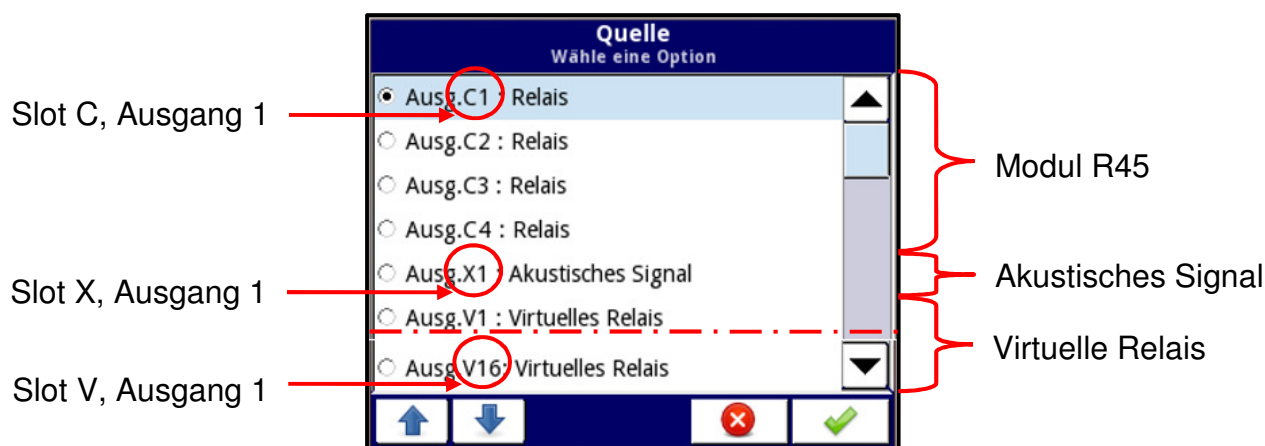 Quelle
Wähle eine Option
Slot C, Ausgang 1
Ausg.C1 : Relais
Ausg.C2 : Relais
Ausg.C3 : Relais
Ausg.C4 : Relais
Modul R45
Slot X, Ausgang 1
Ausg.X1 : Akustisches Signal
Akustisches Signal
Ausg.V1 : Virtuelles Relais
Virtuelle Relais
Slot V, Ausgang 1
Ausg.V16: Virtuelles Relais